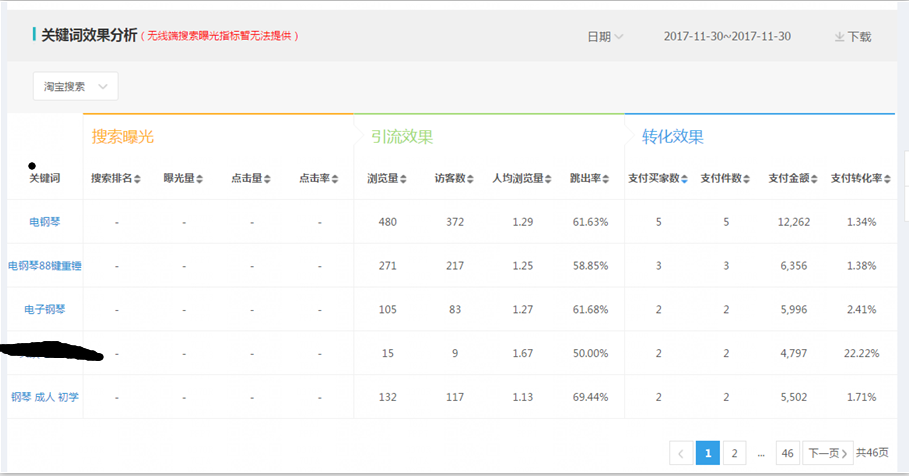 关键词效果分析(无线端搜索曝光指标暂无法提供) 日期 2017-11-30~2017-11-30 下载
淘宝搜索
搜索曝光 引流效果 转化效果
关键词 搜索排名 曝光量 点击量 点击率 浏览量 访客数 人均浏览量 跳出率 支付买家数 支付件数 支付金额 支付转化率
电钢琴 - - - - 480 372 1.29 61.63% 5 5 12,262 1.34%
电钢琴88键重锤 - - - - 271 217 1.25 58.85% 3 3 6,356 1.38%
电子钢琴 - - - - 105 83 1.27 61.68% 2 2 5,996 2.41%
- - - - 15 9 1.67 50.00% 2 2 4,797 22.22%
钢琴 成人 初学 - - - - 132 117 1.13 69.44% 2 2 5,502 1.71%
< 1 2 ... 46 下一页 > 共46页